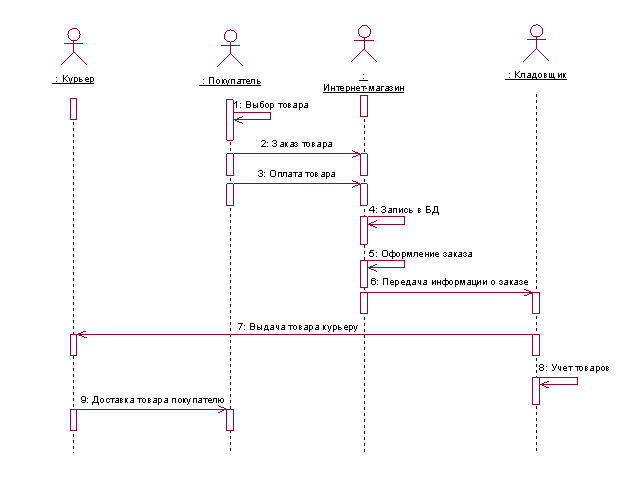 : Курьер
: Покупатель
:
Интернет-магазин
: Кладовщик
1: Выбор товара
2: Заказ товара
3: Оплата товара
4: Запись в БД
5: Оформление заказа
6: Передача информации о заказе
7: Выдача товара курьеру
8: Учет товаров
9: Доставка товара покупателю